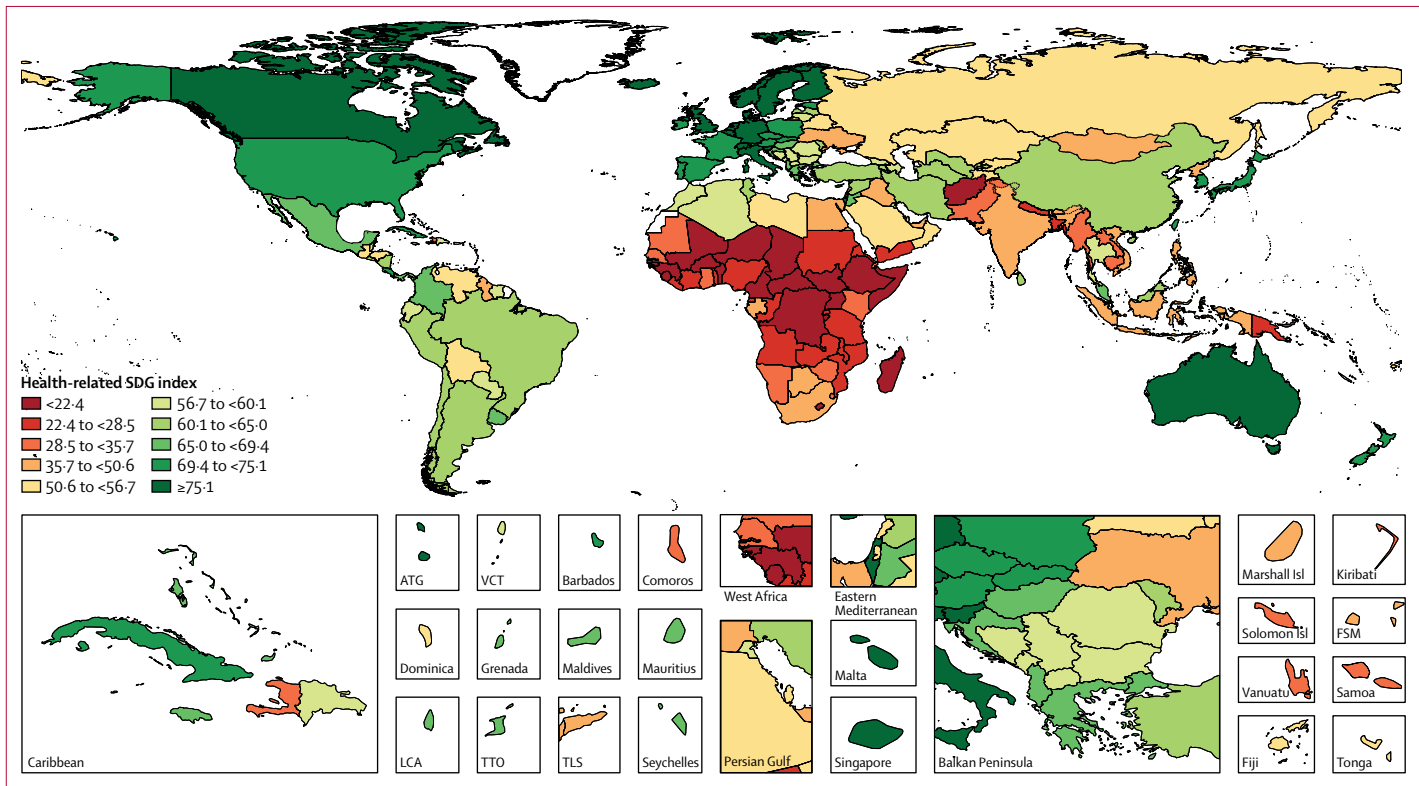 Health-related SDG index
<22·4
22·4 to <28·5
28·5 to <35·7
35·7 to <50·6
50·6 to <56·7
56·7 to <60·1
60·1 to <65·0
65·0 to <69·4
69·4 to <75·1
≥75·1
Caribbean
ATG
VCT
Barbados
Comoros
West Africa
Eastern
Mediterranean
Dominica
Grenada
Maldives
Mauritius
Malta
LCA
TTO
TLS
Seychelles
Persian Gulf
Singapore
Balkan Peninsula
Marshall Isl
Kiribati
Solomon Isl
FSM
Vanuatu
Samoa
Fiji
Tonga